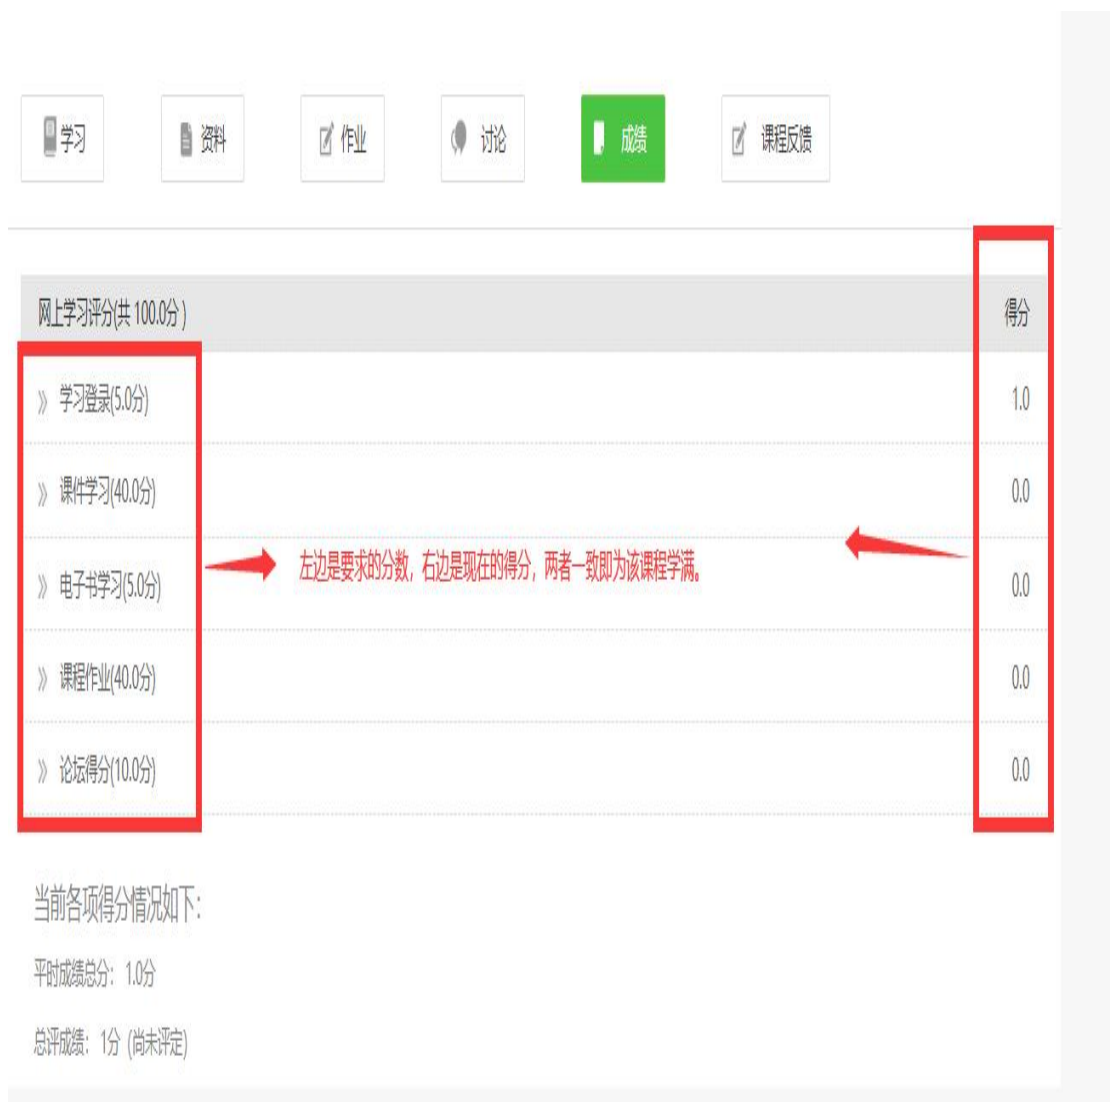 学习 资料 作业 讨论 成绩 课程反馈
网上学习评分(共 100.0分 ) 得分
》 学习登录(5.0分) 1.0
》 课件学习(40.0分) 0.0
左边是要求的分数，右边是现在的得分，两者一致即为该课程学满。
》 电子书学习(5.0分) 0.0
》 课程作业(40.0分) 0.0
》 论坛得分(10.0分) 0.0
当前各项得分情况如下：
平时成绩总分：1.0分
总评成绩：1分 (尚未评定)